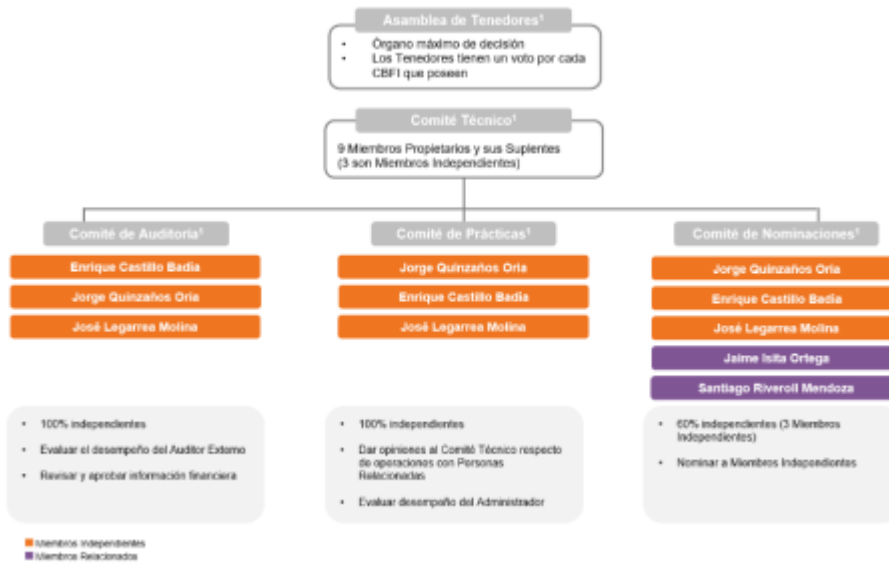 Asamblea de Tenedores¹
• Órgano máximo de decisión
• Los Tenedores tienen un voto por cada
CBFI que poseen
Comité Técnico¹
9 Miembros Propietarios y sus Suplentes
(3 son Miembros Independientes)
Comité de Auditoría¹
Enrique Castillo Badia
Jorge Quinzaños Oria
José Legarrea Molina
• 100% independientes
• Evaluar el desempeño del Auditor Externo
• Revisar y aprobar información financiera
Comité de Prácticas¹
Jorge Quinzaños Oria
Enrique Castillo Badia
José Legarrea Molina
• 100% independientes
• Dar opiniones al Comité Técnico respecto
de operaciones con Personas
Relacionadas
• Evaluar desempeño del Administrador
Comité de Nominaciones¹
Jorge Quinzaños Oria
Enrique Castillo Badia
José Legarrea Molina
Jaime Isita Ortega
Santiago Riveroll Mendoza
• 60% independientes (3 Miembros
Independientes)
• Nominar a Miembros Independientes
Miembros Independientes
Miembros Relacionados